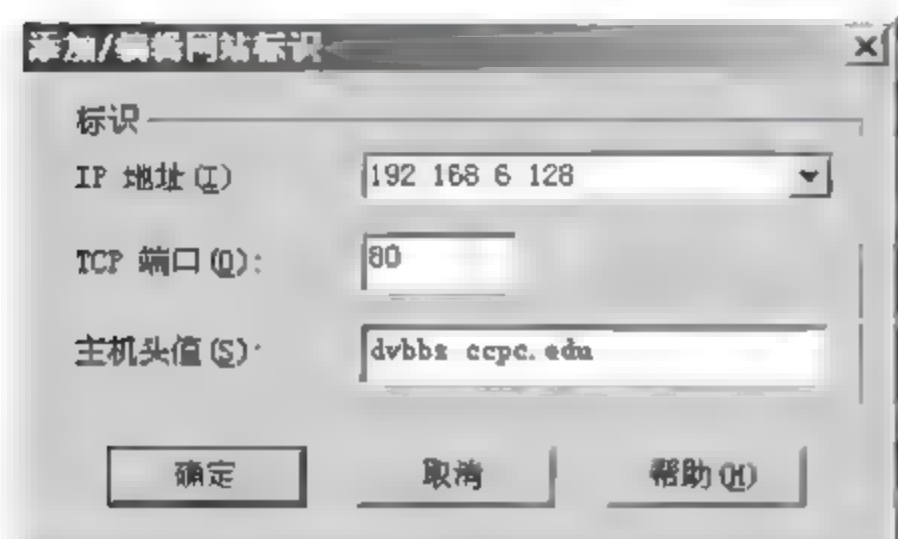 添加/编辑网站标识
标识
IP 地址(I)
192 168 6 128
TCP 端口(O):
80
主机头值(S):
dvbbs ccpc.edu
确定
取消
帮助(H)